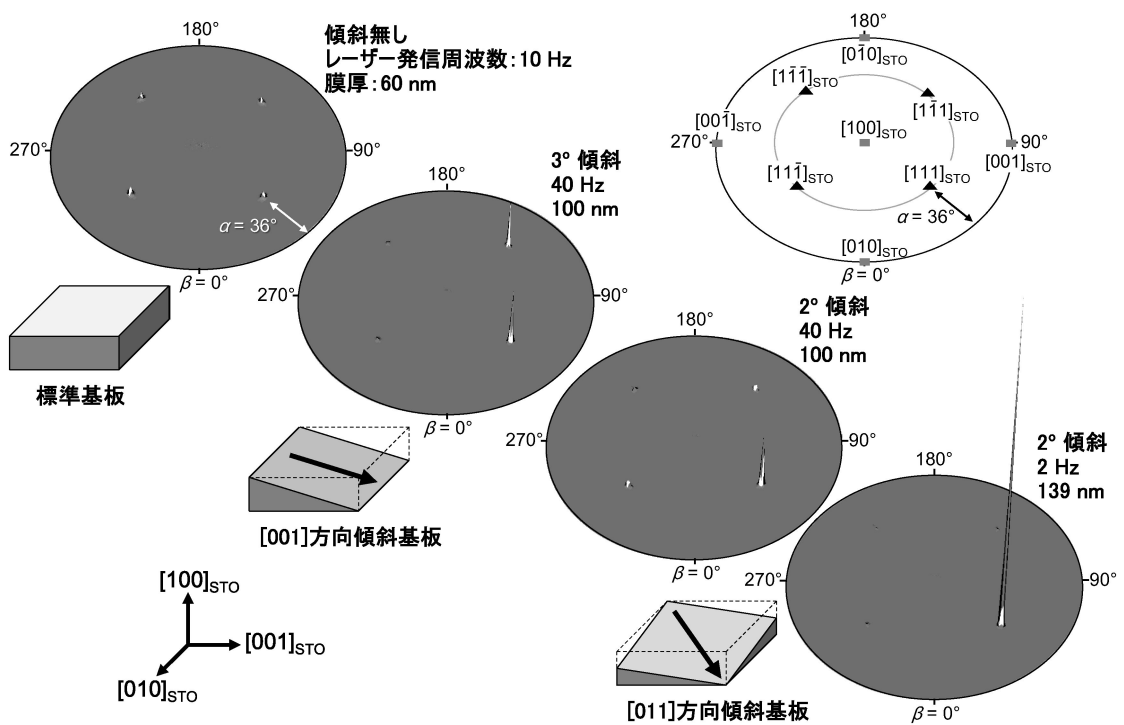 180°
傾斜無し
レーザー発信周波数：10 Hz
膜厚：60 nm
270°
90°
α = 36°
β = 0°
標準基板
180°
[01̅0]STO
[11̅1̅]STO
[11̅1]STO
[001̅]STO
[100]STO
270°
90°
[001]STO
[111̅]STO
[111]STO
α = 36°
[010]STO
β = 0°
3° 傾斜
40 Hz
100 nm
180°
270°
90°
β = 0°
[001]方向傾斜基板
2° 傾斜
40 Hz
100 nm
180°
270°
90°
β = 0°
[011]方向傾斜基板
2° 傾斜
2 Hz
139 nm
180°
270°
90°
β = 0°
[100]STO
[001]STO
[010]STO